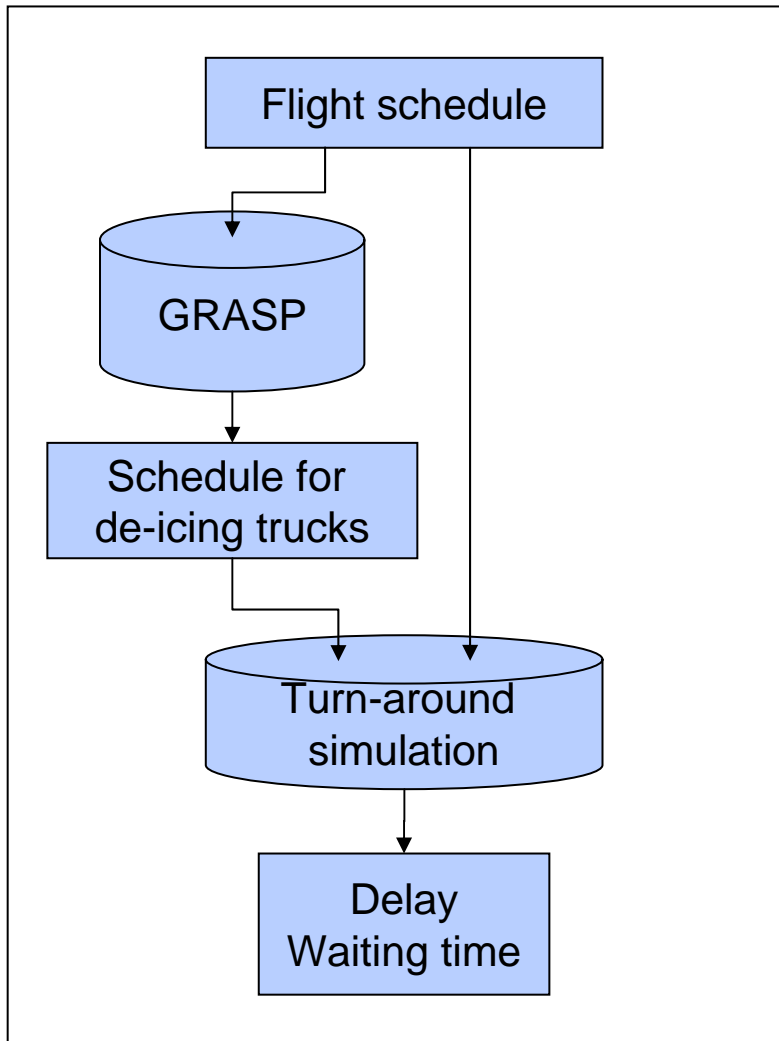 Flight schedule
GRASP
Schedule for
de-icing trucks
Turn-around
simulation
Delay
Waiting time